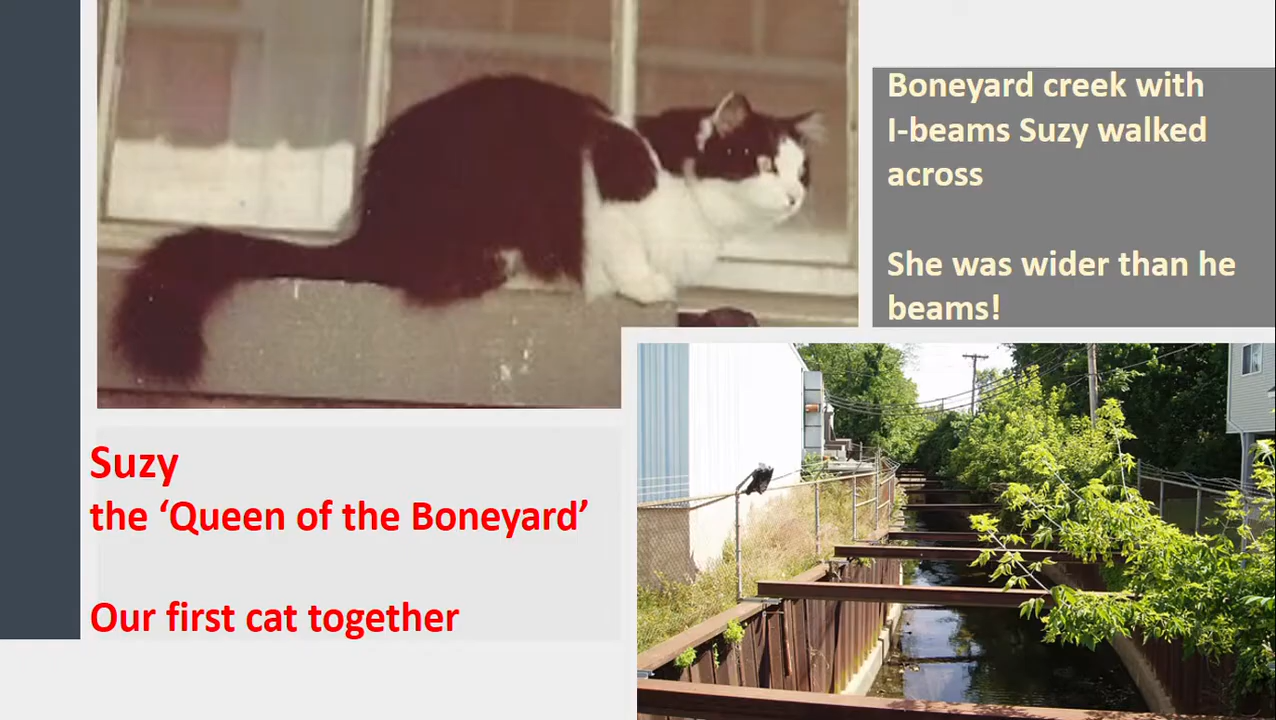 Boneyard creek with
I-beams Suzy walked
across
She was wider than he
beams!
Suzy
the ‘Queen of the Boneyard’
Our first cat together